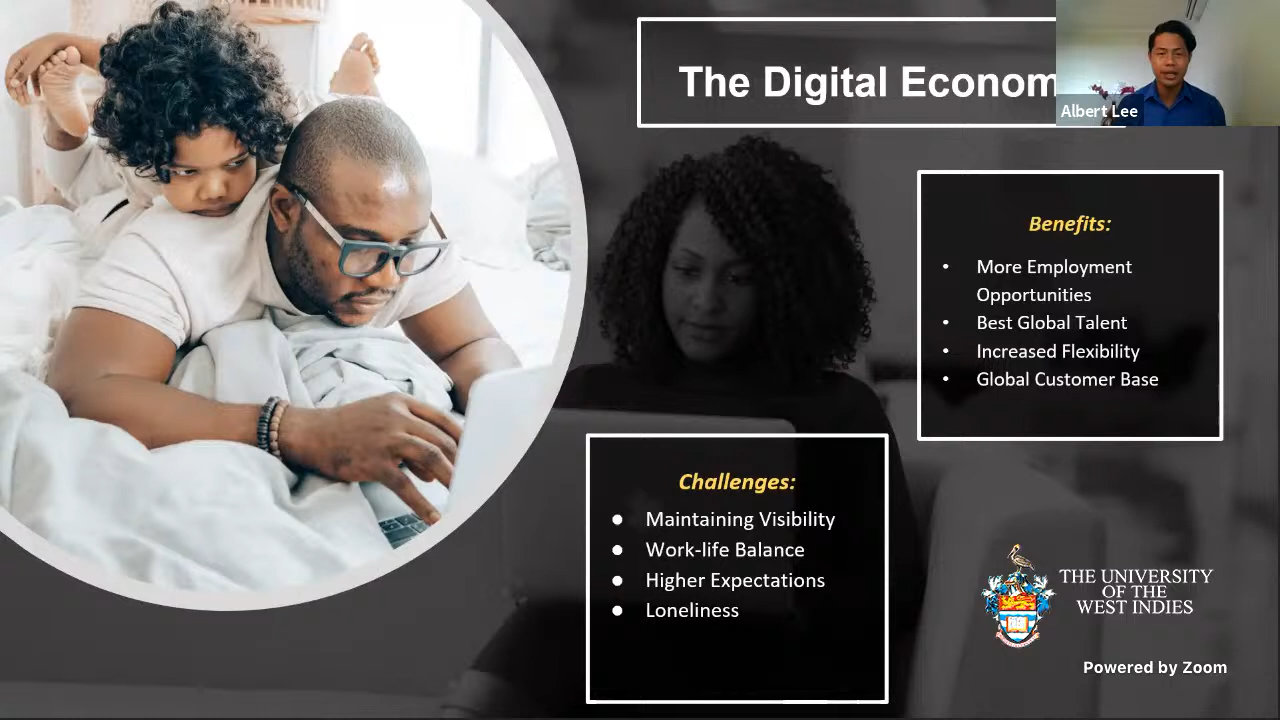 The Digital Econom
Albert Lee
Benefits:
• More Employment
Opportunities
• Best Global Talent
• Increased Flexibility
• Global Customer Base
Challenges:
● Maintaining Visibility
● Work-life Balance
● Higher Expectations
● Loneliness
THE UNIVERSITY
OF THE
WEST INDIES
Powered by Zoom